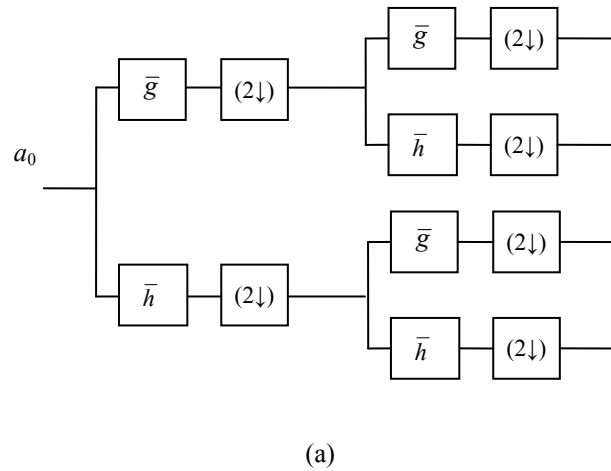 g̅ (2↓)
g̅ (2↓)
h̅ (2↓)
a₀
g̅ (2↓)
h̅ (2↓)
h̅ (2↓)
(a)